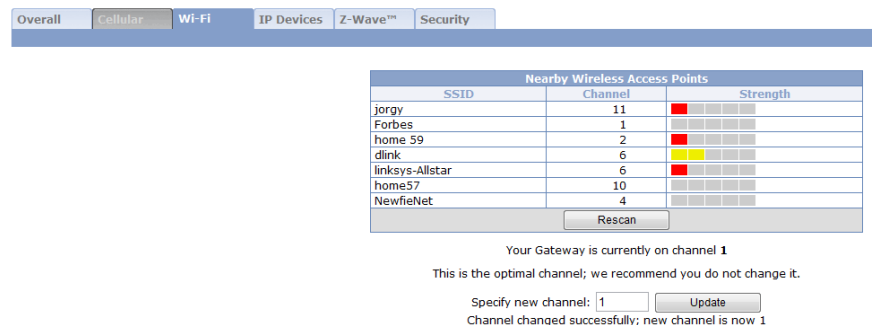 Overall Cellular Wi-Fi IP Devices Z-Wave™ Security
Nearby Wireless Access Points
SSID Channel Strength
jorgy 11
Forbes 1
home 59 2
dlink 6
linksys-Allstar 6
home57 10
NewfieNet 4
Rescan
Your Gateway is currently on channel 1
This is the optimal channel; we recommend you do not change it.
Specify new channel: 1 Update
Channel changed successfully; new channel is now 1